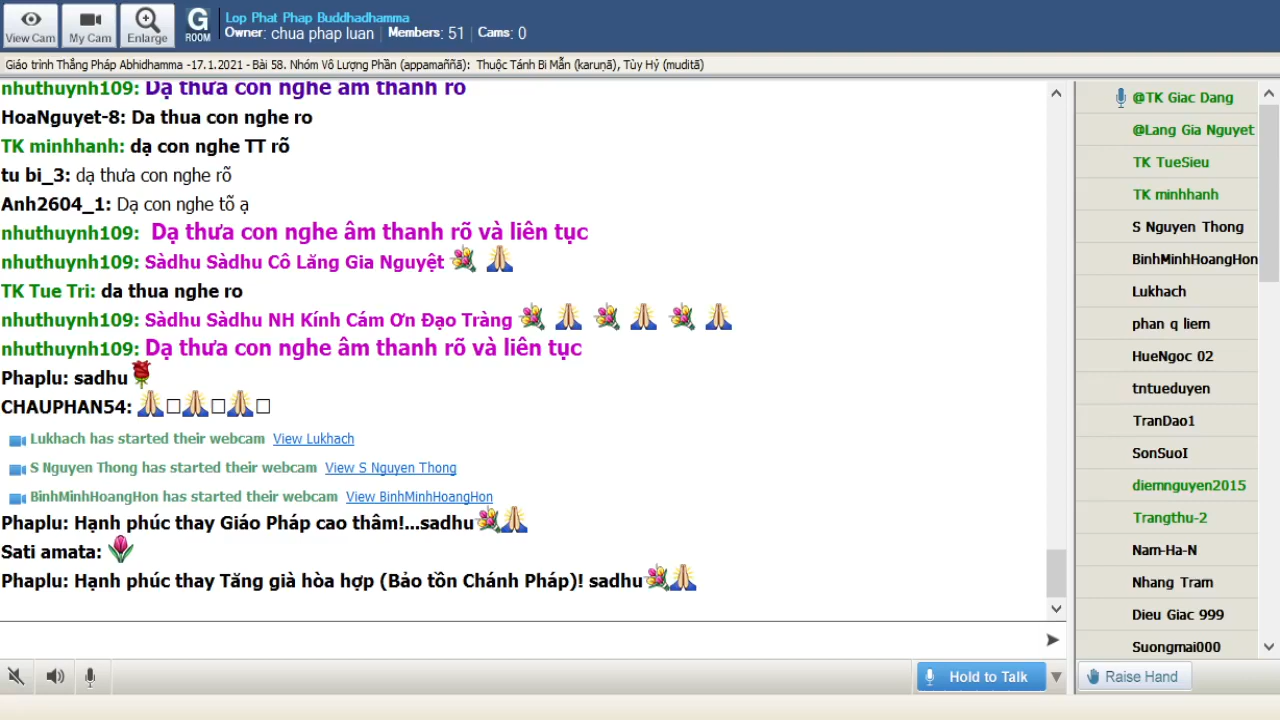 View Cam
My Cam
Enlarge
G
ROOM
Lop Phat Phap Buddhadhamma
Owner: chua phap luan
Members: 51
Cams: 0
Giáo trình Thắng Pháp Abhidhamma -17.1.2021 - Bài 58. Nhóm Vô Lượng Phần (appamaññā): Thuộc Tánh Bi Mẫn (karuṇā), Tùy Hỷ (muditā)
nhuthuynh109: Dạ thưa con nghe âm thanh rõ
HoaNguyet-8: Da thua con nghe ro
TK minhhanh: dạ con nghe TT rõ
tu bi_3: dạ thưa con nghe rõ
Anh2604_1: Dạ con nghe tõ ạ
nhuthuynh109: Dạ thưa con nghe âm thanh rõ và liên tục
nhuthuynh109: Sàdhu Sàdhu Cô Lăng Gia Nguyệt
TK Tue Tri: da thua nghe ro
nhuthuynh109: Sàdhu Sàdhu NH Kính Cám Ơn Đạo Tràng
nhuthuynh109: Dạ thưa con nghe âm thanh rõ và liên tục
Phaplu: sadhu
CHAUPHAN54:
Lukhach has started their webcam View Lukhach
S Nguyen Thong has started their webcam View S Nguyen Thong
BinhMinhHoangHon has started their webcam View BinhMinhHoangHon
Phaplu: Hạnh phúc thay Giáo Pháp cao thâm!...sadhu
Sati amata:
Phaplu: Hạnh phúc thay Tăng già hòa hợp (Bảo tồn Chánh Pháp)! sadhu
Hold to Talk
@TK Giac Dang
@Lang Gia Nguyet
TK TueSieu
TK minhhanh
S Nguyen Thong
BinhMinhHoangHon
Lukhach
phan q liem
HueNgoc 02
tntueduyen
TranDao1
SonSuoI
diemnguyen2015
Trangthu-2
Nam-Ha-N
Nhang Tram
Dieu Giac 999
Suongmai000
Raise Hand